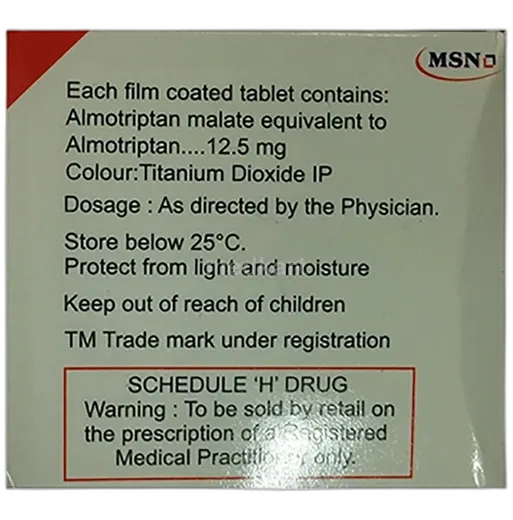 MSN
Each film coated tablet contains:
Almotriptan malate equivalent to
Almotriptan....12.5 mg
Colour:Titanium Dioxide IP
Dosage : As directed by the Physician.
Store below 25°C.
Protect from light and moisture
Keep out of reach of children
TM Trade mark under registration
SCHEDULE 'H' DRUG
Warning : To be sold by retail on
the prescription of a Registered
Medical Practitioner only.